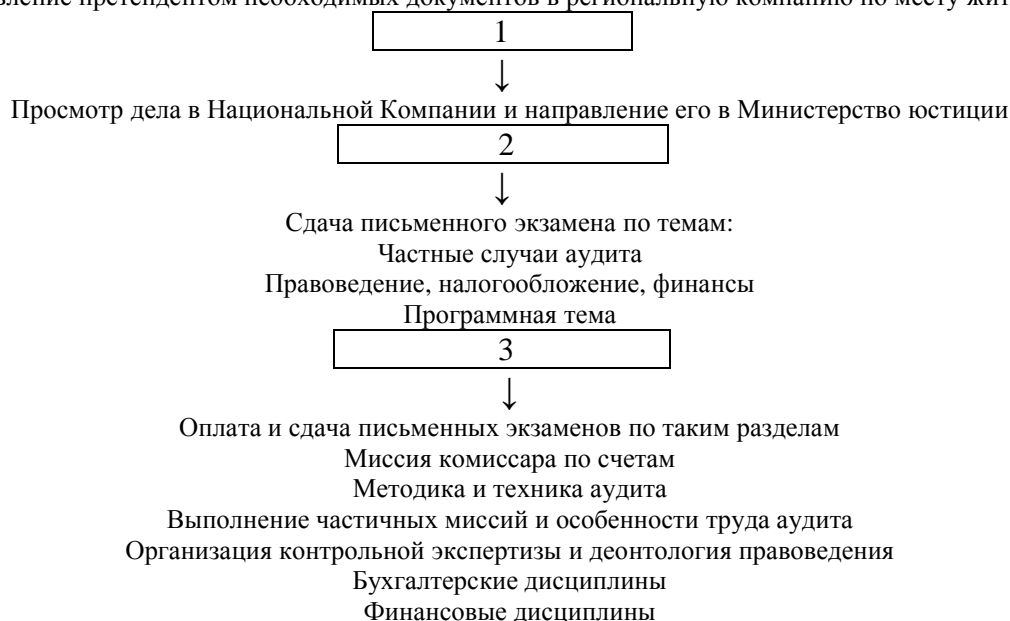 претендентом необходимых документов в региональную компанию по месту
1
↓
Просмотр дела в Национальной Компании и направление его в Министерство юстиции
2
↓
Сдача письменного экзамена по темам:
Частные случаи аудита
Правоведение, налогообложение, финансы
Программная тема
3
↓
Оплата и сдача письменных экзаменов по таким разделам
Миссия комиссара по счетам
Методика и техника аудита
Выполнение частичных миссий и особенности труда аудита
Организация контрольной экспертизы и деонтология правоведения
Бухгалтерские дисциплины
Финансовые дисциплины